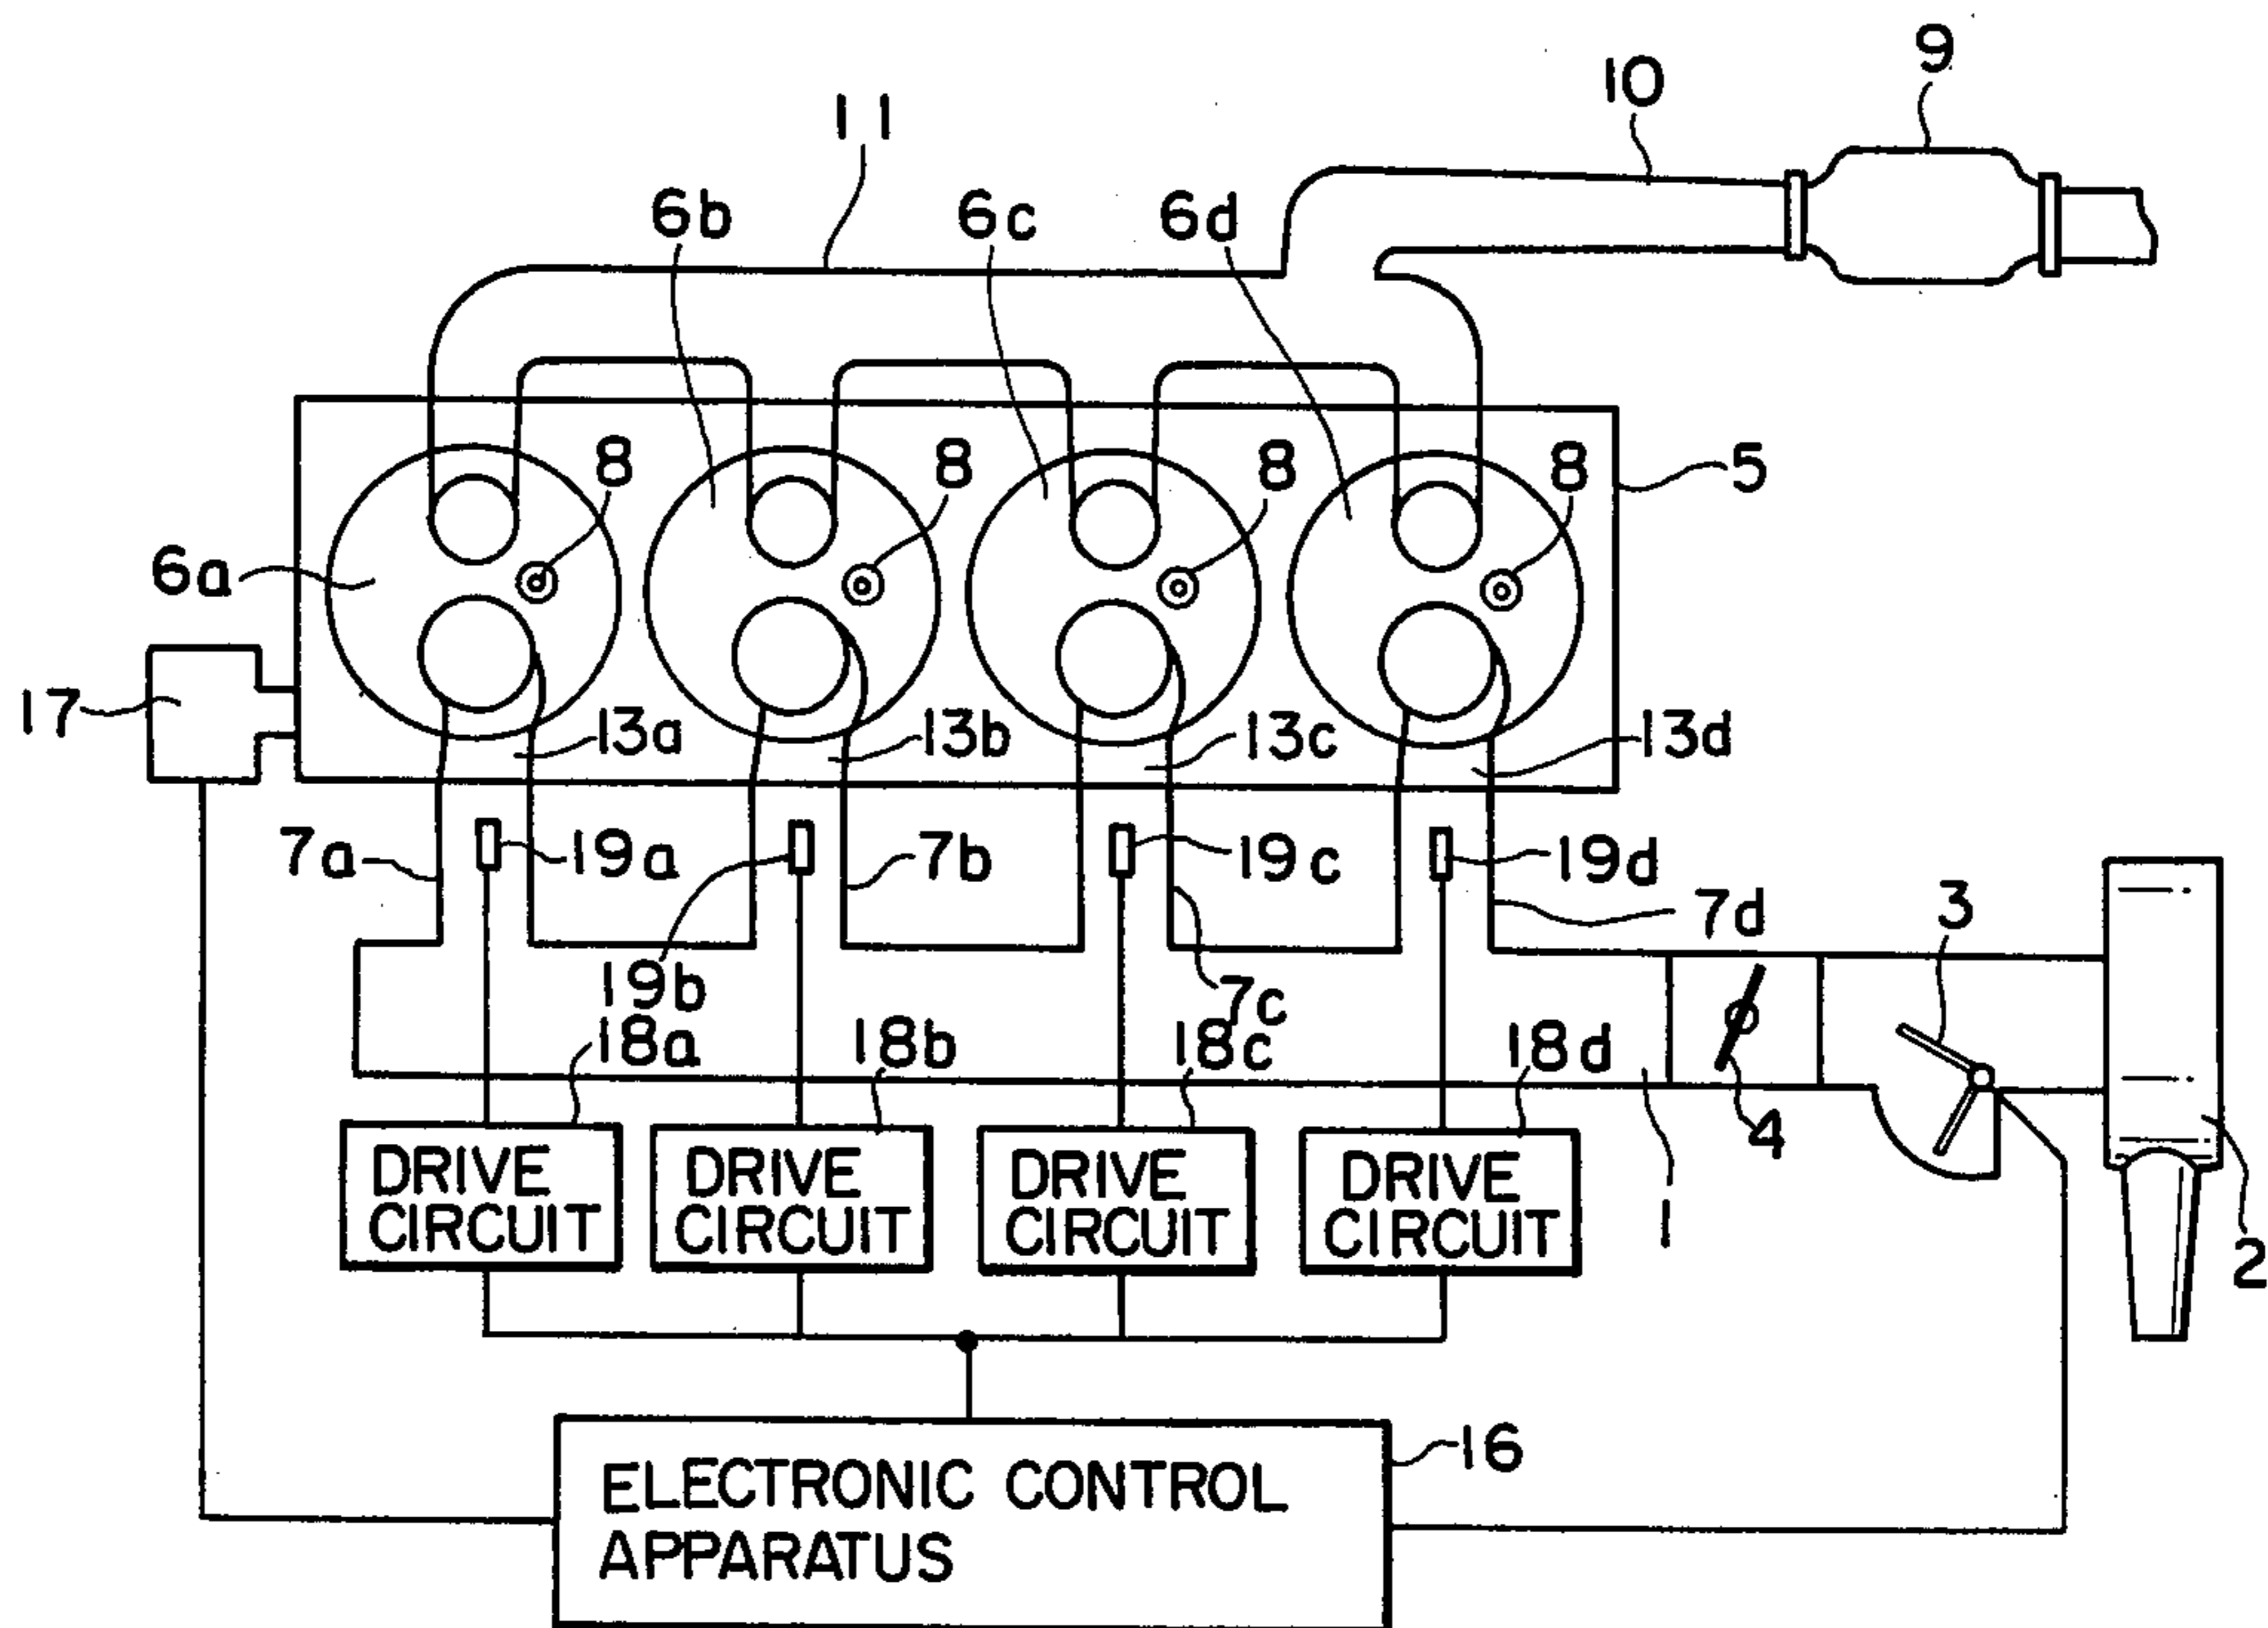 9
10
11
6b
6c
6d
8
8
8
8
5
6a
17
13a
13b
13c
13d
7a
19a
7b
19c
19d
7d
3
19b
7c
18a
18b
18c
18d
4
1
2
DRIVE
CIRCUIT
DRIVE
CIRCUIT
DRIVE
CIRCUIT
DRIVE
CIRCUIT
16
ELECTRONIC CONTROL
APPARATUS